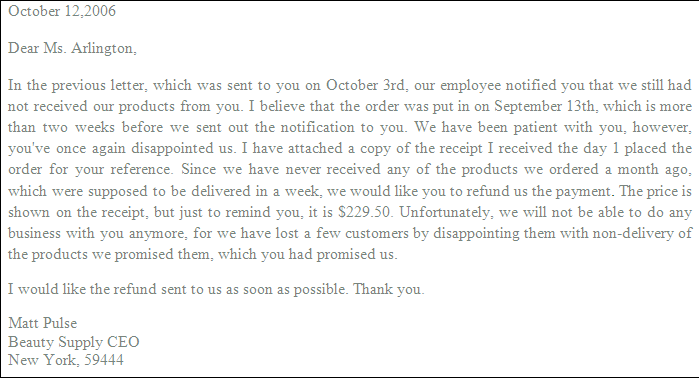 October 12,2006
Dear Ms. Arlington,
In the previous letter, which was sent to you on October 3rd, our employee notified you that we still had
not received our products from you. I believe that the order was put in on September 13th, which is more
than two weeks before we sent out the notification to you. We have been patient with you, however,
you've once again disappointed us. I have attached a copy of the receipt I received the day 1 placed the
order for your reference. Since we have never received any of the products we ordered a month ago,
which were supposed to be delivered in a week, we would like you to refund us the payment. The price is
shown on the receipt, but just to remind you, it is $229.50. Unfortunately, we will not be able to do any
business with you anymore, for we have lost a few customers by disappointing them with non-delivery of
the products we promised them, which you had promised us.
I would like the refund sent to us as soon as possible. Thank you.
Matt Pulse
Beauty Supply CEO
New York, 59444